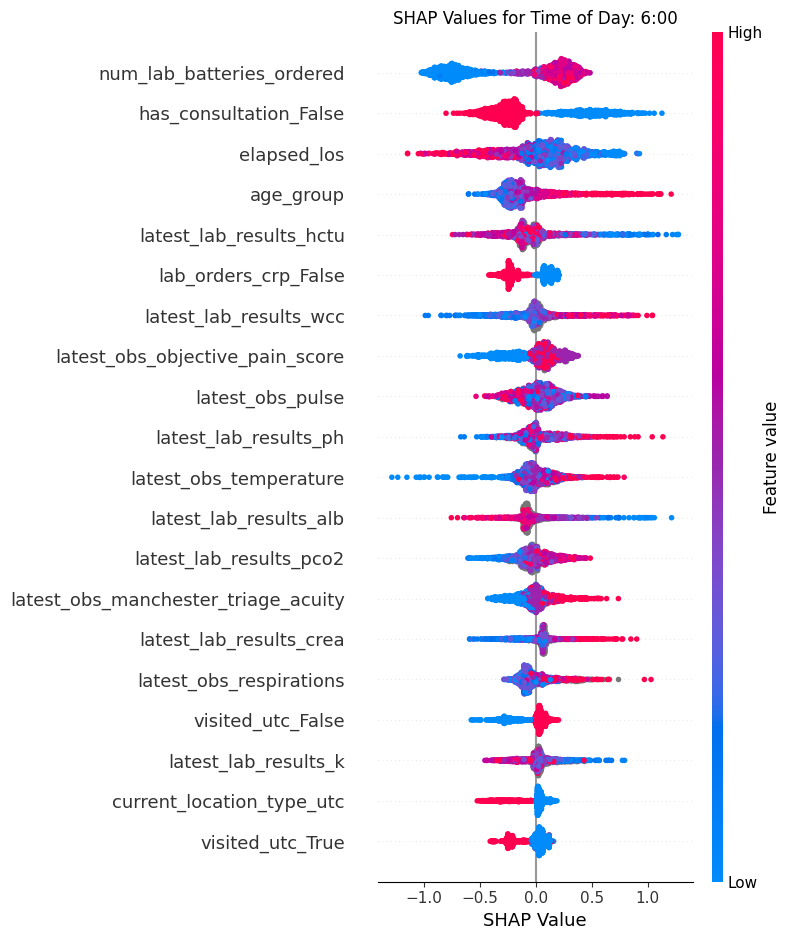 SHAP Values for Time of Day: 6:00
High
num_lab_batteries_ordered
has_consultation_False
elapsed_los
age_group
latest_lab_results_hctu
lab_orders_crp_False
latest_lab_results_wcc
latest_obs_objective_pain_score
latest_obs_pulse
latest_lab_results_ph
latest_obs_temperature
latest_lab_results_alb
latest_lab_results_pco2
latest_obs_manchester_triage_acuity
latest_lab_results_crea
latest_obs_respirations
visited_utc_False
latest_lab_results_k
current_location_type_utc
visited_utc_True
Feature value
Low
−1.0 −0.5 0.0 0.5 1.0
SHAP Value